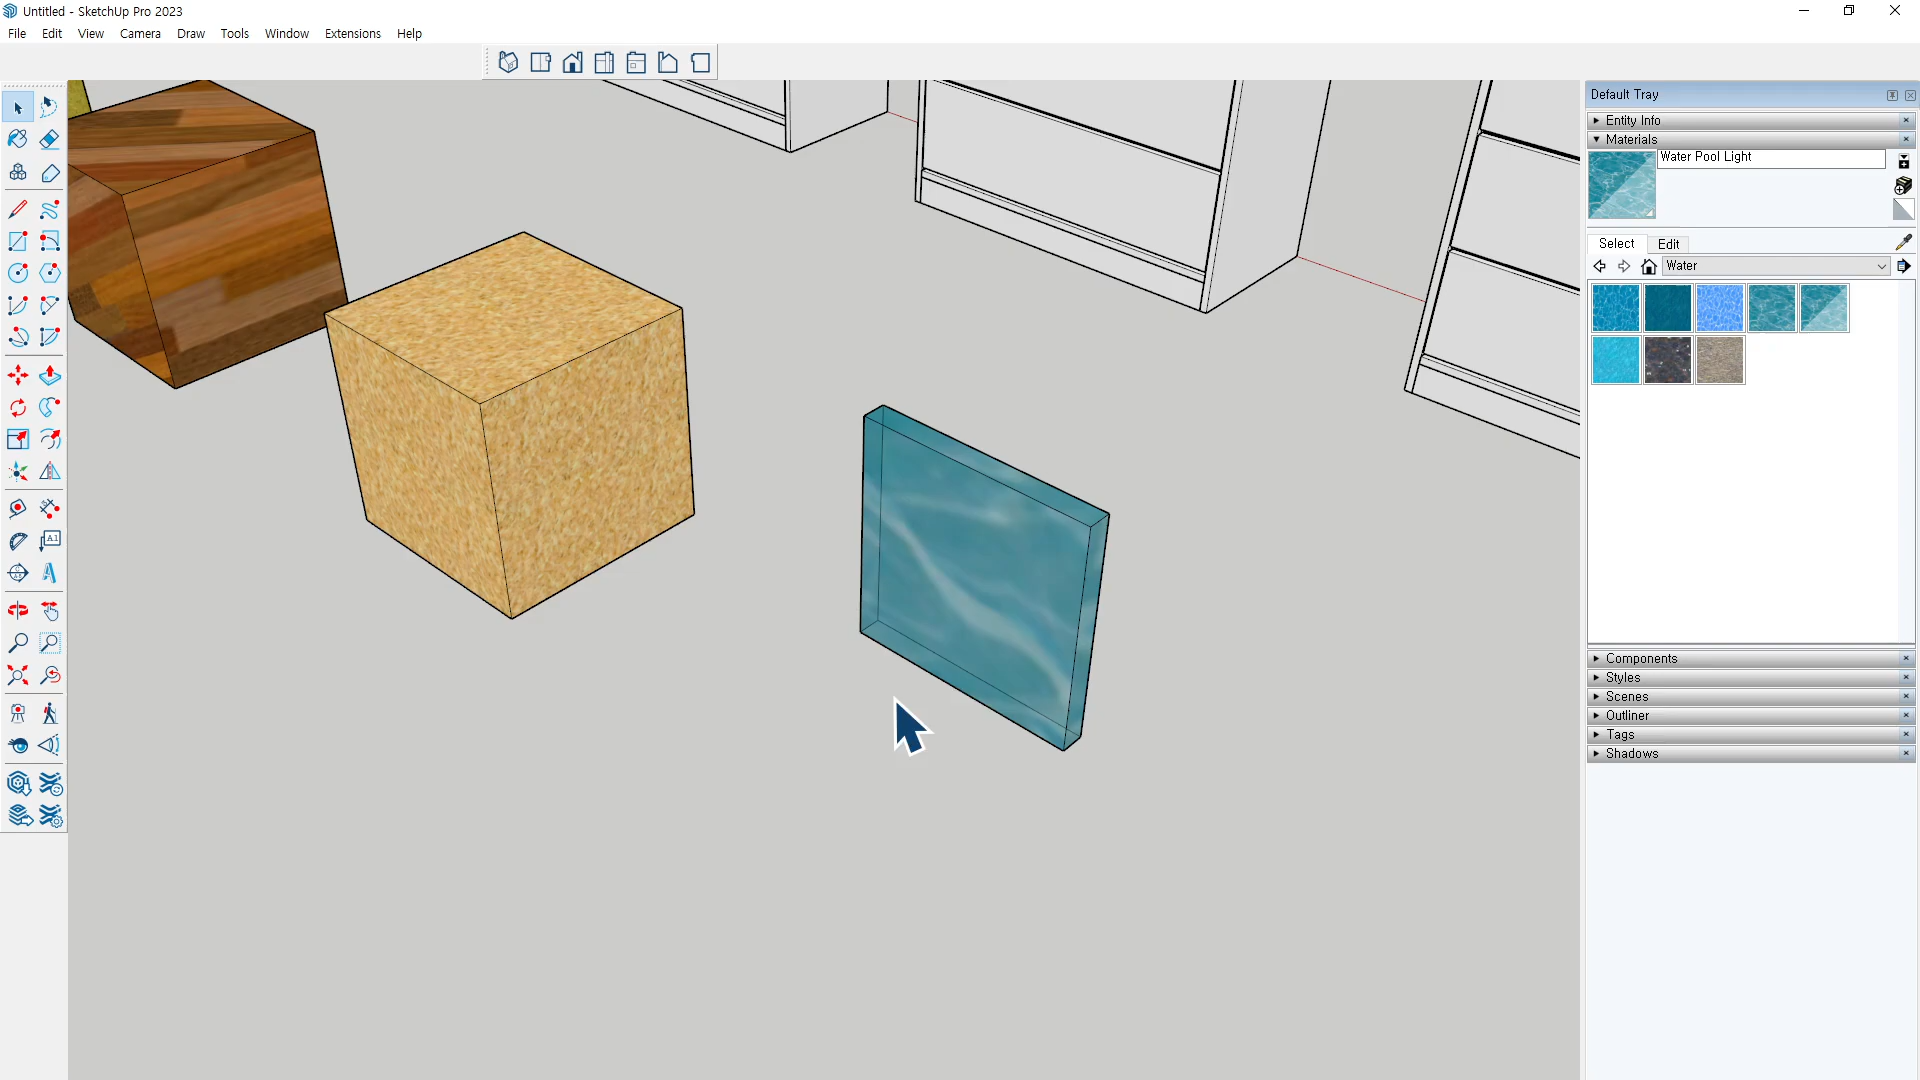 Untitled - SketchUp Pro 2023
File Edit View Camera Draw Tools Window Extensions Help
Default Tray
Entity Info
Materials
Water Pool Light
Select Edit
Water
Components
Styles
Scenes
Outliner
Tags
Shadows